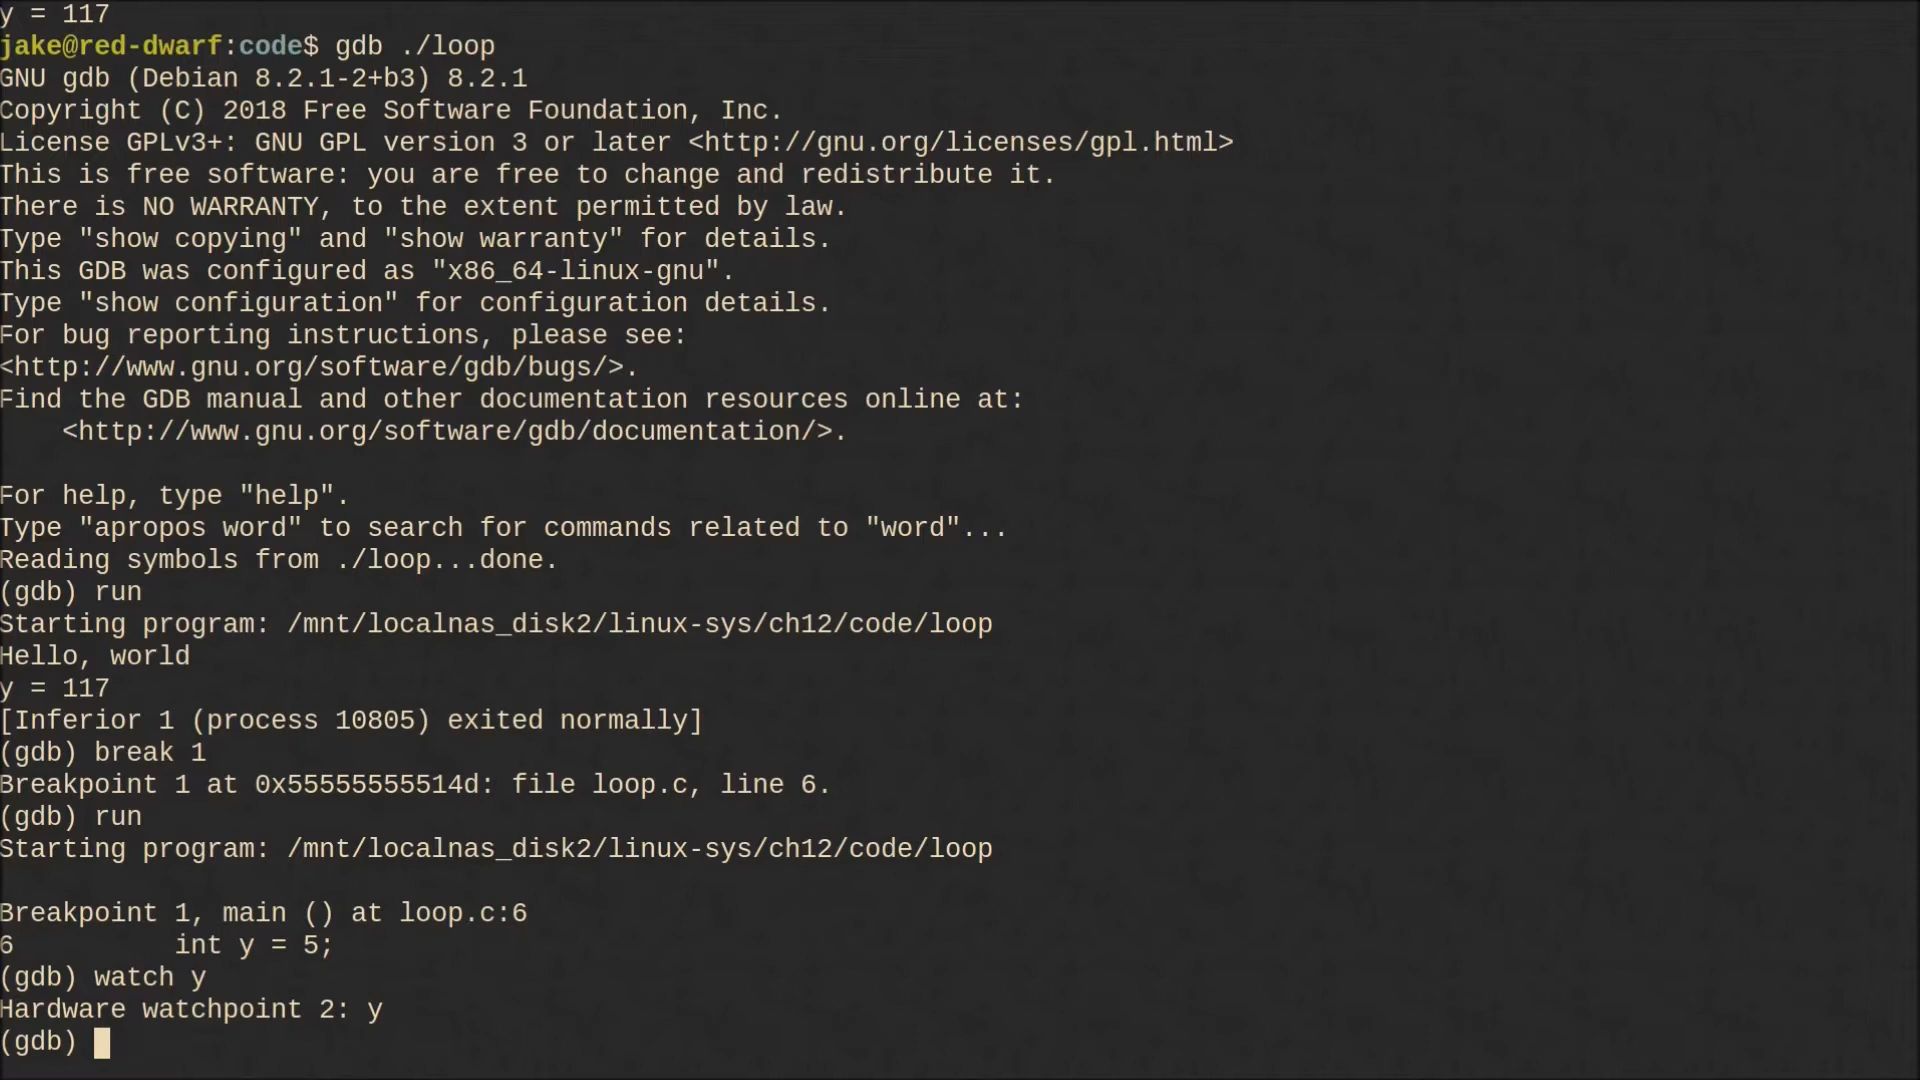 y = 117
jake@red-dwarf:code$ gdb ./loop
GNU gdb (Debian 8.2.1-2+b3) 8.2.1
Copyright (C) 2018 Free Software Foundation, Inc.
License GPLv3+: GNU GPL version 3 or later <http://gnu.org/licenses/gpl.html>
This is free software: you are free to change and redistribute it.
There is NO WARRANTY, to the extent permitted by law.
Type "show copying" and "show warranty" for details.
This GDB was configured as "x86_64-linux-gnu".
Type "show configuration" for configuration details.
For bug reporting instructions, please see:
<http://www.gnu.org/software/gdb/bugs/>.
Find the GDB manual and other documentation resources online at:
    <http://www.gnu.org/software/gdb/documentation/>.

For help, type "help".
Type "apropos word" to search for commands related to "word"...
Reading symbols from ./loop...done.
(gdb) run
Starting program: /mnt/localnas_disk2/linux-sys/ch12/code/loop
Hello, world
y = 117
[Inferior 1 (process 10805) exited normally]
(gdb) break 1
Breakpoint 1 at 0x55555555514d: file loop.c, line 6.
(gdb) run
Starting program: /mnt/localnas_disk2/linux-sys/ch12/code/loop

Breakpoint 1, main () at loop.c:6
6          int y = 5;
(gdb) watch y
Hardware watchpoint 2: y
(gdb)